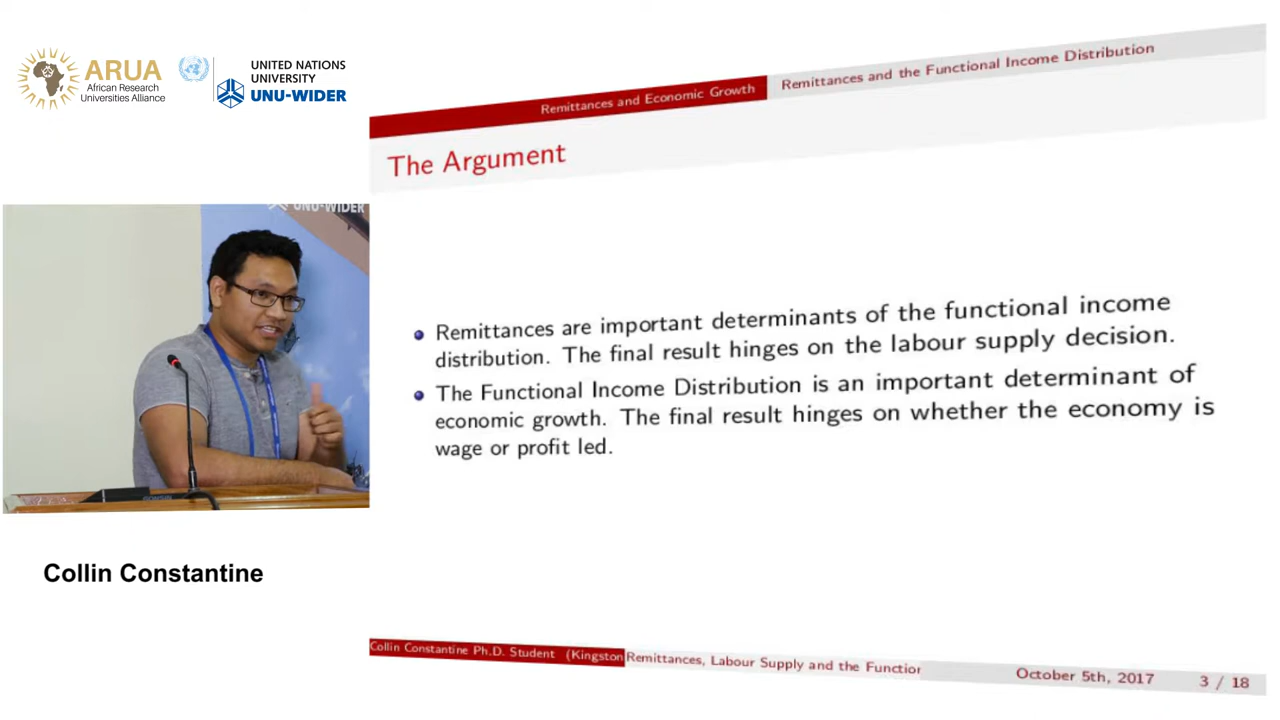 ARUA
African Research
Universities Alliance
UNITED NATIONS
UNIVERSITY
UNU-WIDER
Remittances and Economic Growth
Remittances and the Functional Income Distribution
The Argument
UNU-WIDER
Remittances are important determinants of the functional income
distribution. The final result hinges on the labour supply decision.
The Functional Income Distribution is an important determinant of
economic growth. The final result hinges on whether the economy is
wage or profit led.
Collin Constantine
Collin Constantine Ph.D. Student (Kingston
Remittances, Labour Supply and the Function
October 5th, 2017
3 / 18